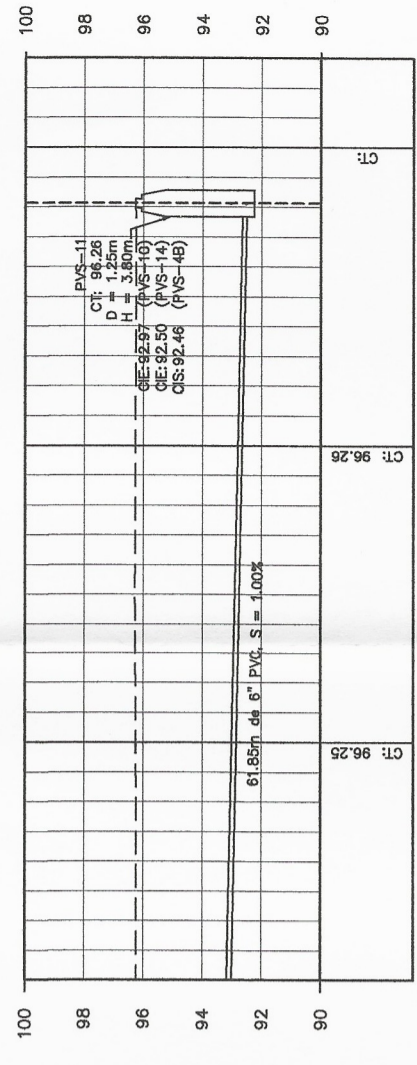 100
98
96
94
92
90
PVS-11
CT: 96.26
D = 1.25m
H = 3.80m
CIE: 92.97 (PVS-10)
CIE: 92.50 (PVS-14)
CIS: 92.46 (PVS-4B)
61.85m de 6" PVC, S = 1.00%
100
98
96
94
92
90
CT: 96.25
CT: 96.26
CT: